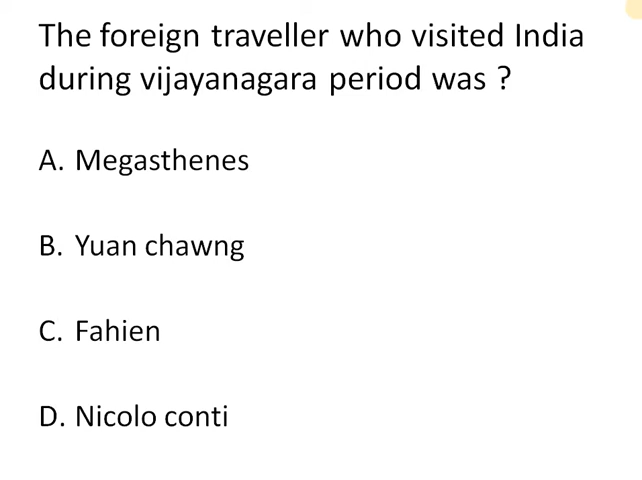 The foreign traveller who visited India
during vijayanagara period was ?
A. Megasthenes
B. Yuan chawng
C. Fahien
D. Nicolo conti